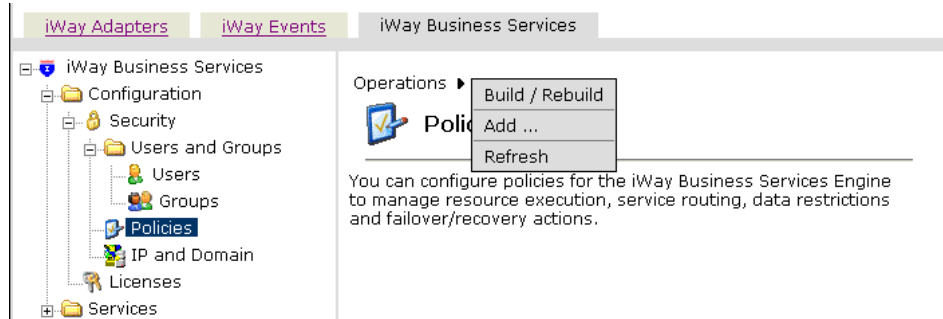 iWay Adapters iWay Events iWay Business Services
iWay Business Services
Configuration
Security
Users and Groups
Users
Groups
Policies
IP and Domain
Licenses
Services
Operations
Build / Rebuild
Add ...
Refresh
Polic
You can configure policies for the iWay Business Services Engine
to manage resource execution, service routing, data restrictions
and failover/recovery actions.